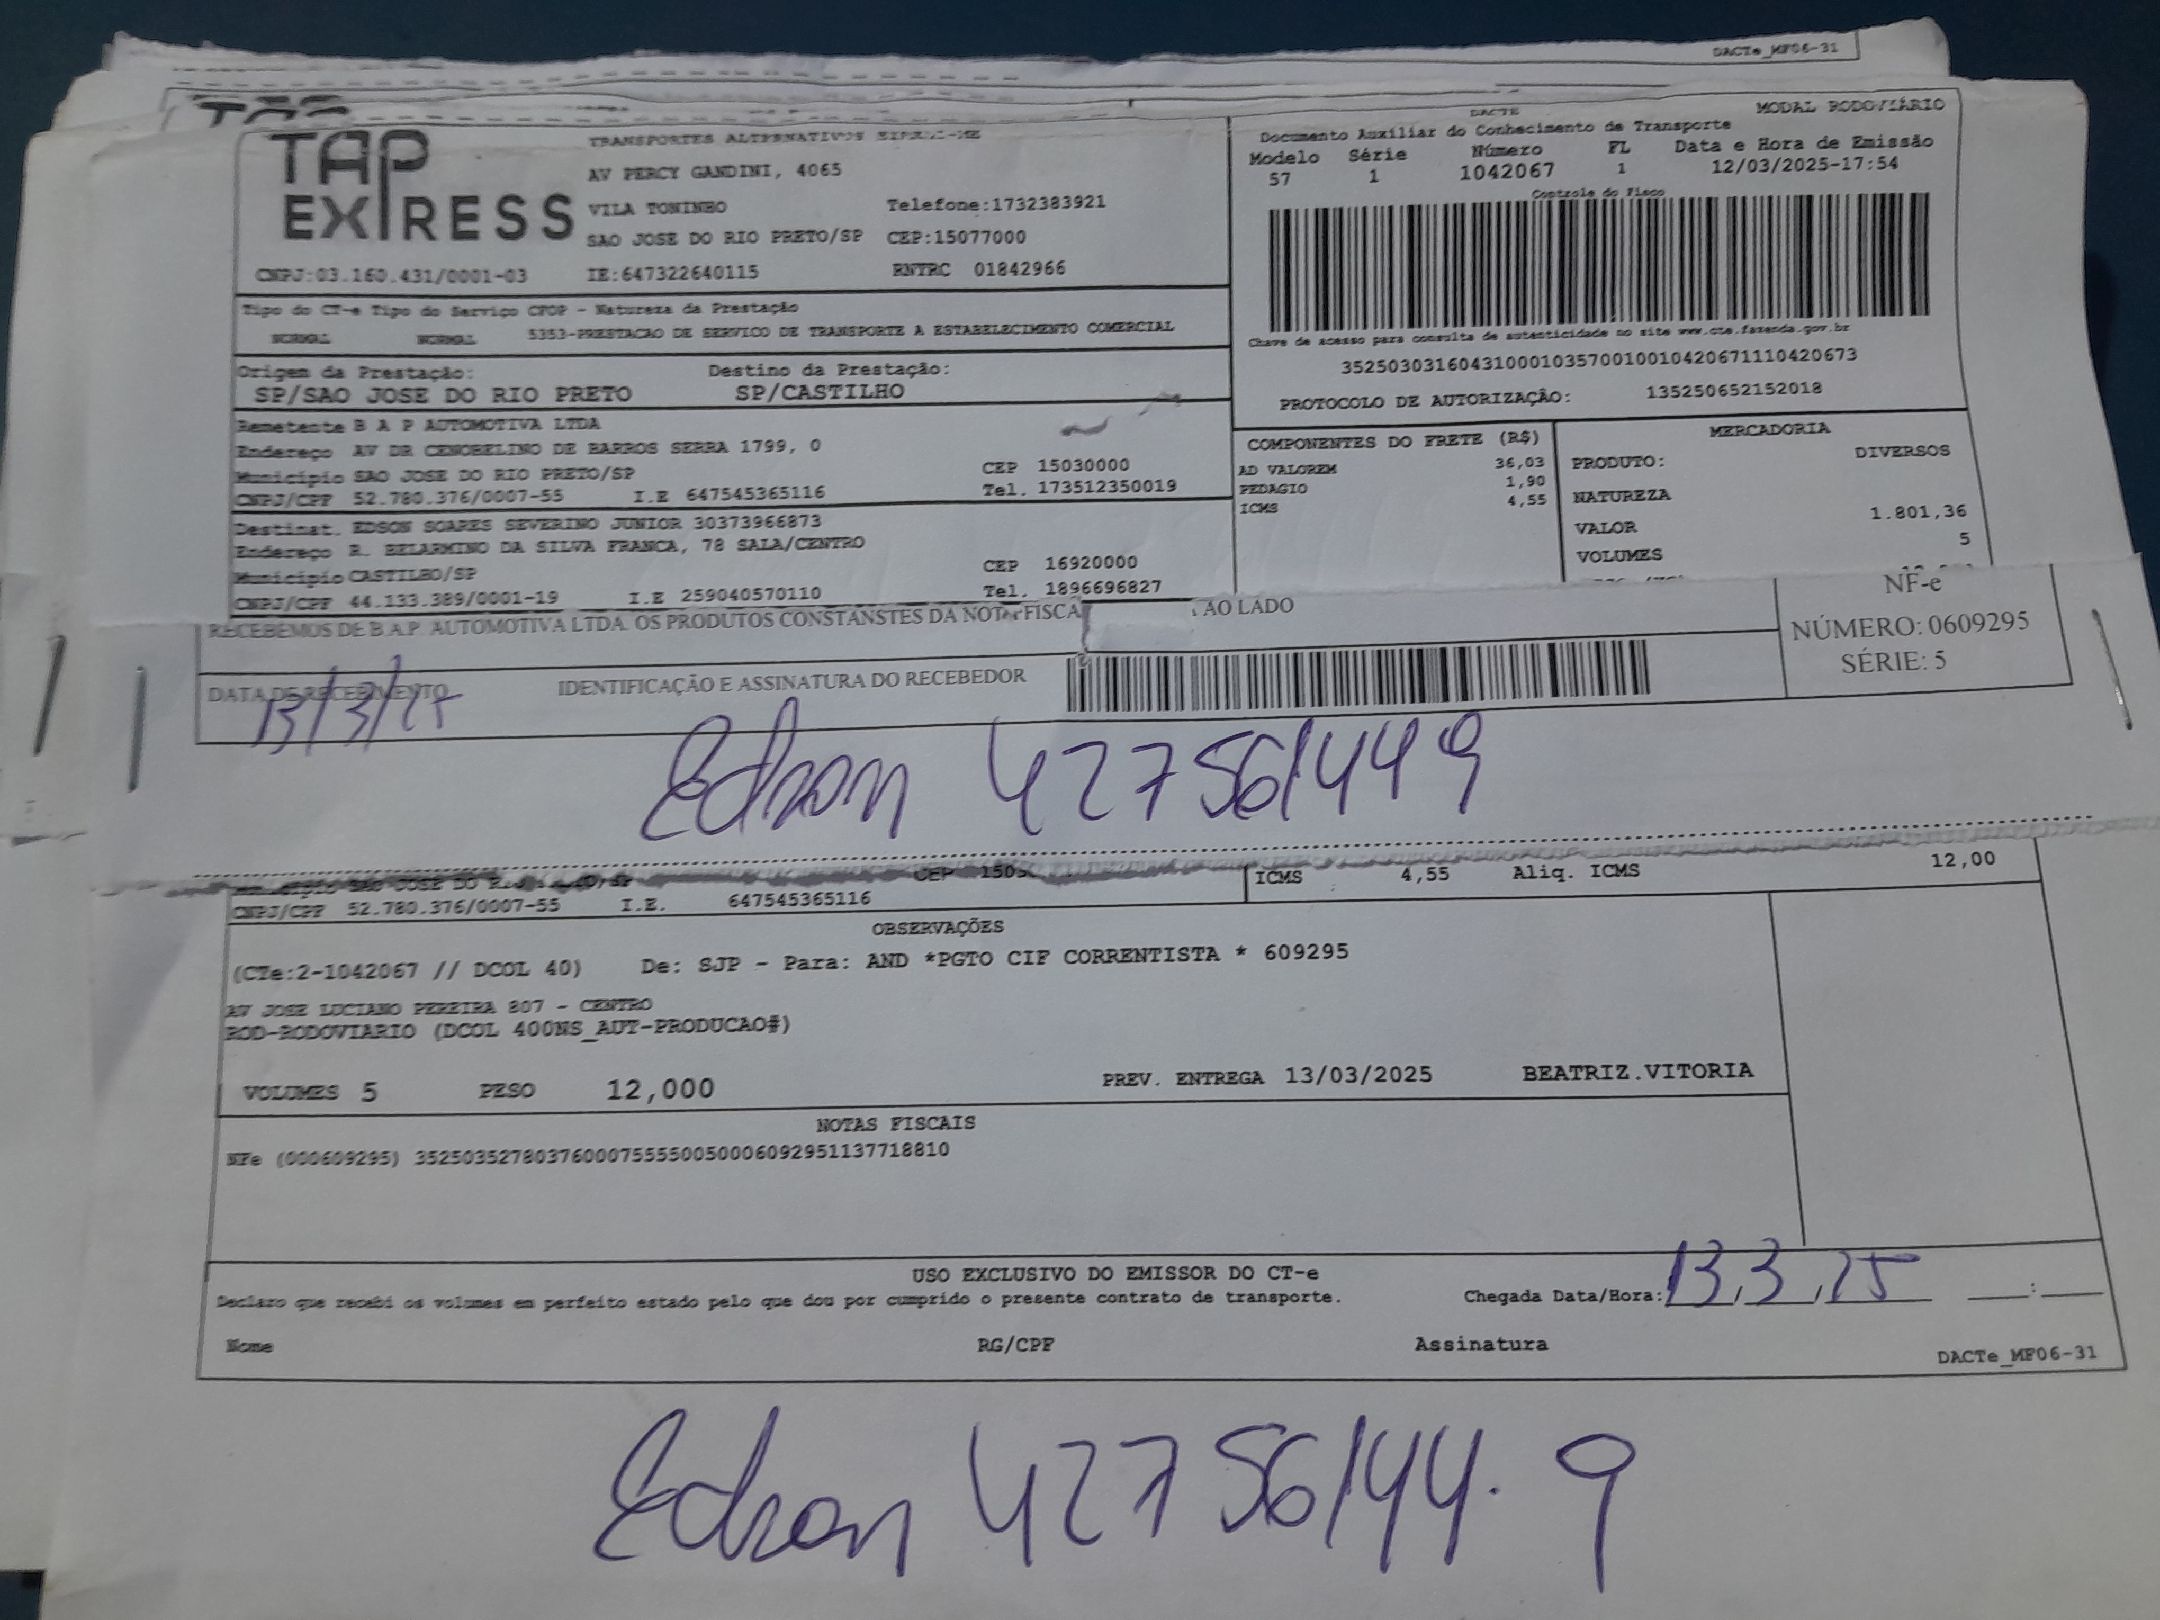 DACTe_MF06-31
TAP EXPRESS
TRANSPORTES ALTERNATIVOS EXPRESS-ME
AV PERCY GANDINI, 4065
VILA TONINHO Telefone:1732383921
SAO JOSE DO RIO PRETO/SP CEP:15077000
CNPJ:03.160.431/0001-03 IE:647322640115 RNTRC 01842966
DACTE MODAL RODOVIÁRIO
Documento Auxiliar do Conhecimento de Transporte
Modelo Série Número FL Data e Hora de Emissão
57 1 1042067 1 12/03/2025-17:54
Controle do Fisco
Chave de acesso para consulta de autenticidade no site www.cte.fazenda.gov.br
35250303160431000103570010010420671110420673
PROTOCOLO DE AUTORIZAÇÃO: 135250652152018
Tipo do CT-e Tipo do Serviço CFOP - Natureza da Prestação
NORMAL NORMAL 5353-PRESTACAO DE SERVICO DE TRANSPORTE A ESTABELECIMENTO COMERCIAL
Origem da Prestação: Destino da Prestação:
SP/SAO JOSE DO RIO PRETO SP/CASTILHO
Remetente B A P AUTOMOTIVA LTDA
Endereço AV DR CENOBELINO DE BARROS SERRA 1799, 0
Município SAO JOSE DO RIO PRETO/SP CEP 15030000
CNPJ/CPF 52.780.376/0007-55 I.E 647545365116 Tel. 173512350019
Destinat. EDSON SOARES SEVERINO JUNIOR 30373966873
Endereço R. BELARMINO DA SILVA FRANCA, 78 SALA/CENTRO
Município CASTILHO/SP CEP 16920000
CNPJ/CPF 44.133.389/0001-19 I.E 259040570110 Tel. 1896696827
COMPONENTES DO FRETE (R$)
AD VALOREM 36,03
PEDAGIO 1,90
ICMS 4,55
MERCADORIA
PRODUTO: DIVERSOS
NATUREZA
VALOR 1.801,36
VOLUMES 5
RECEBEMOS DE B.A.P. AUTOMOTIVA LTDA. OS PRODUTOS CONSTANSTES DA NOTA FISCA AO LADO
NF-e
NÚMERO: 0609295
SÉRIE: 5
DATA DE RECEBIMENTO IDENTIFICAÇÃO E ASSINATURA DO RECEBEDOR
13/3/25
Edson 427561449
CNPJ/CPF 52.780.376/0007-55 I.E. 647545365116
ICMS 4,55 Aliq. ICMS 12,00
OBSERVAÇÕES
(CTe:2-1042067 // DCOL 40) De: SJP - Para: AND *PGTO CIF CORRENTISTA * 609295
AV JOSE LUCIANO PEREIRA 807 - CENTRO
ROD-RODOVIARIO (DCOL 400NS_AUT-PRODUCAO#)
VOLUMES 5 PESO 12,000 PREV. ENTREGA 13/03/2025 BEATRIZ.VITORIA
NOTAS FISCAIS
NFe (000609295) 35250352780376000755550050006092951137718810
USO EXCLUSIVO DO EMISSOR DO CT-e
Declaro que recebi os volumes em perfeito estado pelo que dou por cumprido o presente contrato de transporte. Chegada Data/Hora: 13/3/25 :
Nome RG/CPF Assinatura
DACTe_MF06-31
Edson 42756144.9